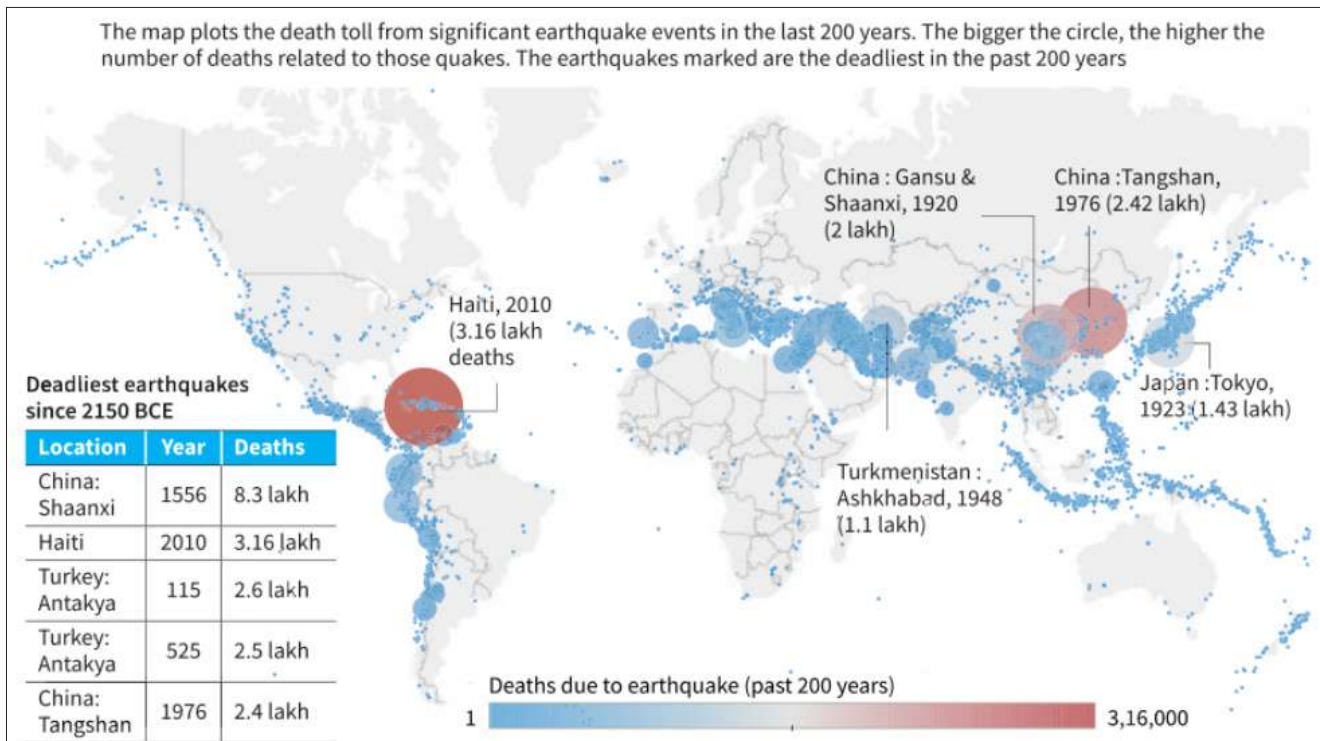 The map plots the death toll from significant earthquake events in the last 200 years. The bigger the circle, the higher the
number of deaths related to those quakes. The earthquakes marked are the deadliest in the past 200 years
China : Gansu &
Shaanxi, 1920
(2 lakh)
China :Tangshan,
1976 (2.42 lakh)
Haiti, 2010
(3.16 lakh
deaths
Japan :Tokyo,
1923 (1.43 lakh)
Turkmenistan :
Ashkhabad, 1948
(1.1 lakh)
Deadliest earthquakes
since 2150 BCE
Location Year Deaths
China:
Shaanxi 1556 8.3 lakh
Haiti 2010 3.16 lakh
Turkey:
Antakya 115 2.6 lakh
Turkey:
Antakya 525 2.5 lakh
China:
Tangshan 1976 2.4 lakh
Deaths due to earthquake (past 200 years)
1 3,16,000